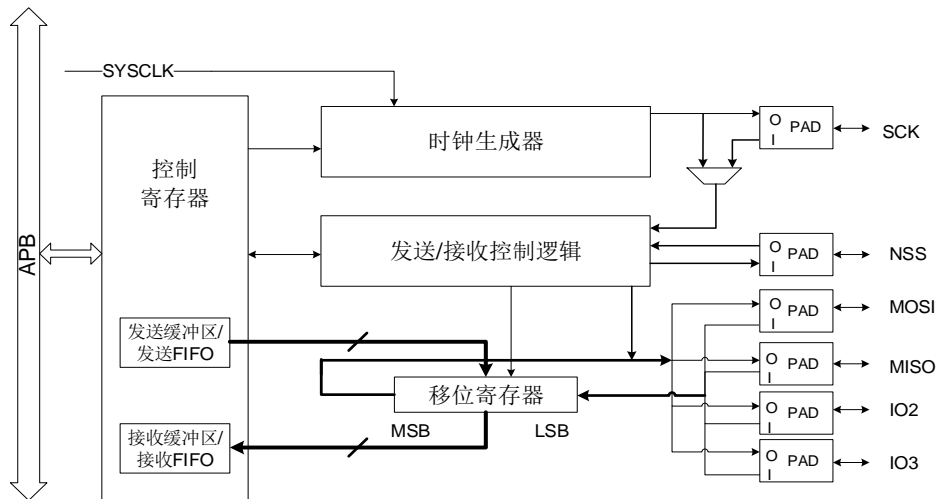 SYSCLK
时钟生成器
O
I
PAD
SCK
控制
寄存器
APB
发送/接收控制逻辑
O
I
PAD
NSS
O
I
PAD
MOSI
发送缓冲区/
发送FIFO
O
I
PAD
MISO
移位寄存器
MSB
LSB
O
I
PAD
IO2
接收缓冲区/
接收FIFO
O
I
PAD
IO3